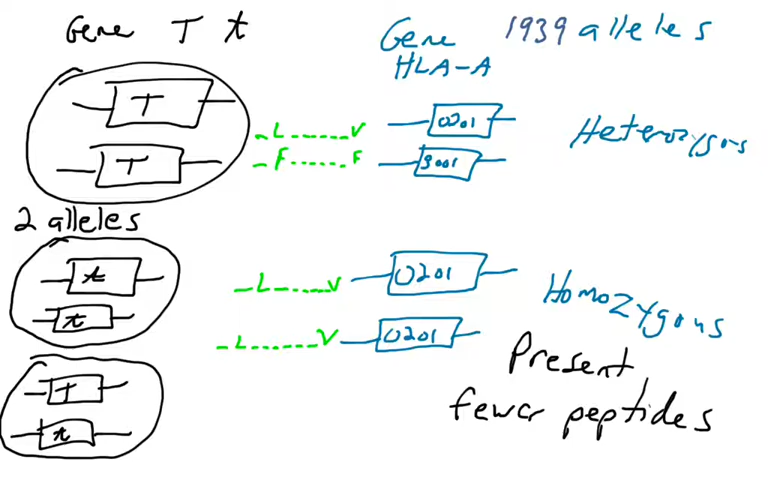 Gene T t
Gene 1939 alleles
HLA-A
T
T
_L......V
_F......F
0201
3001
Heterozygous
2 alleles
t
t
_L.....V
0201
_L......V
0201
Homozygous
T
t
Present
fewer peptides